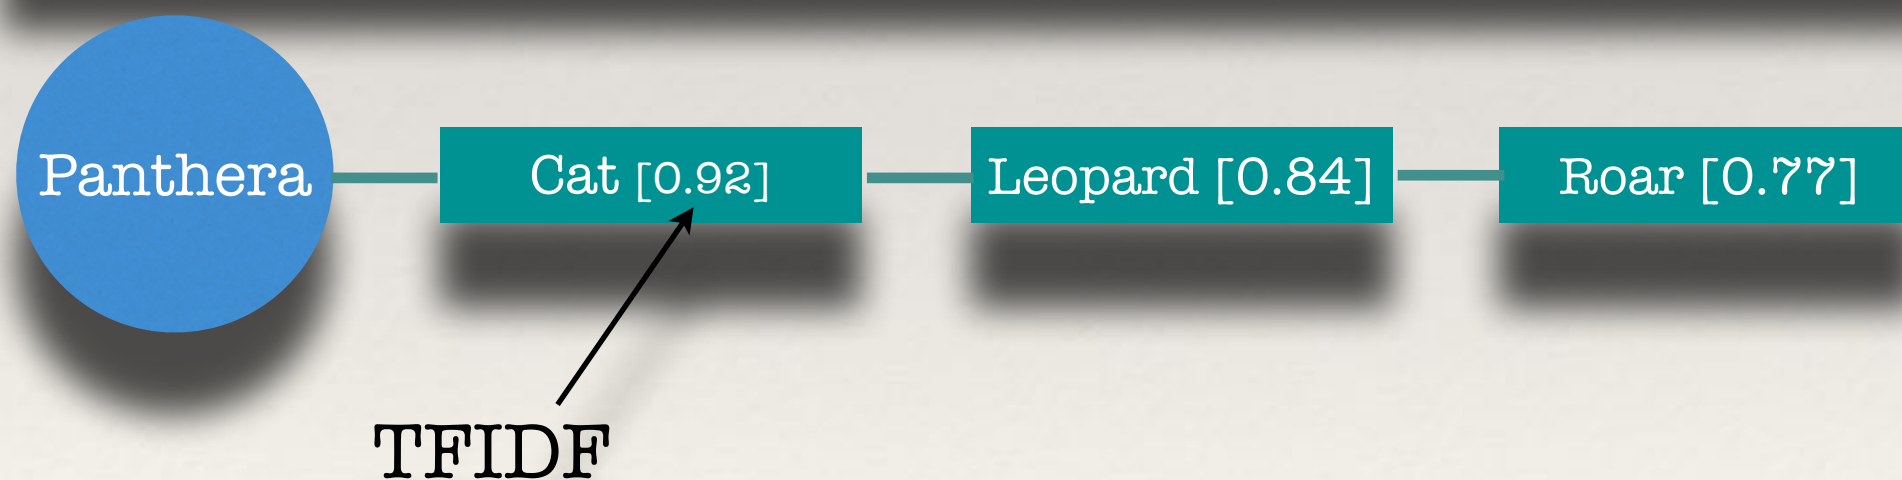 Panthera
Cat [0.92]
Leopard [0.84]
Roar [0.77]
TFIDF